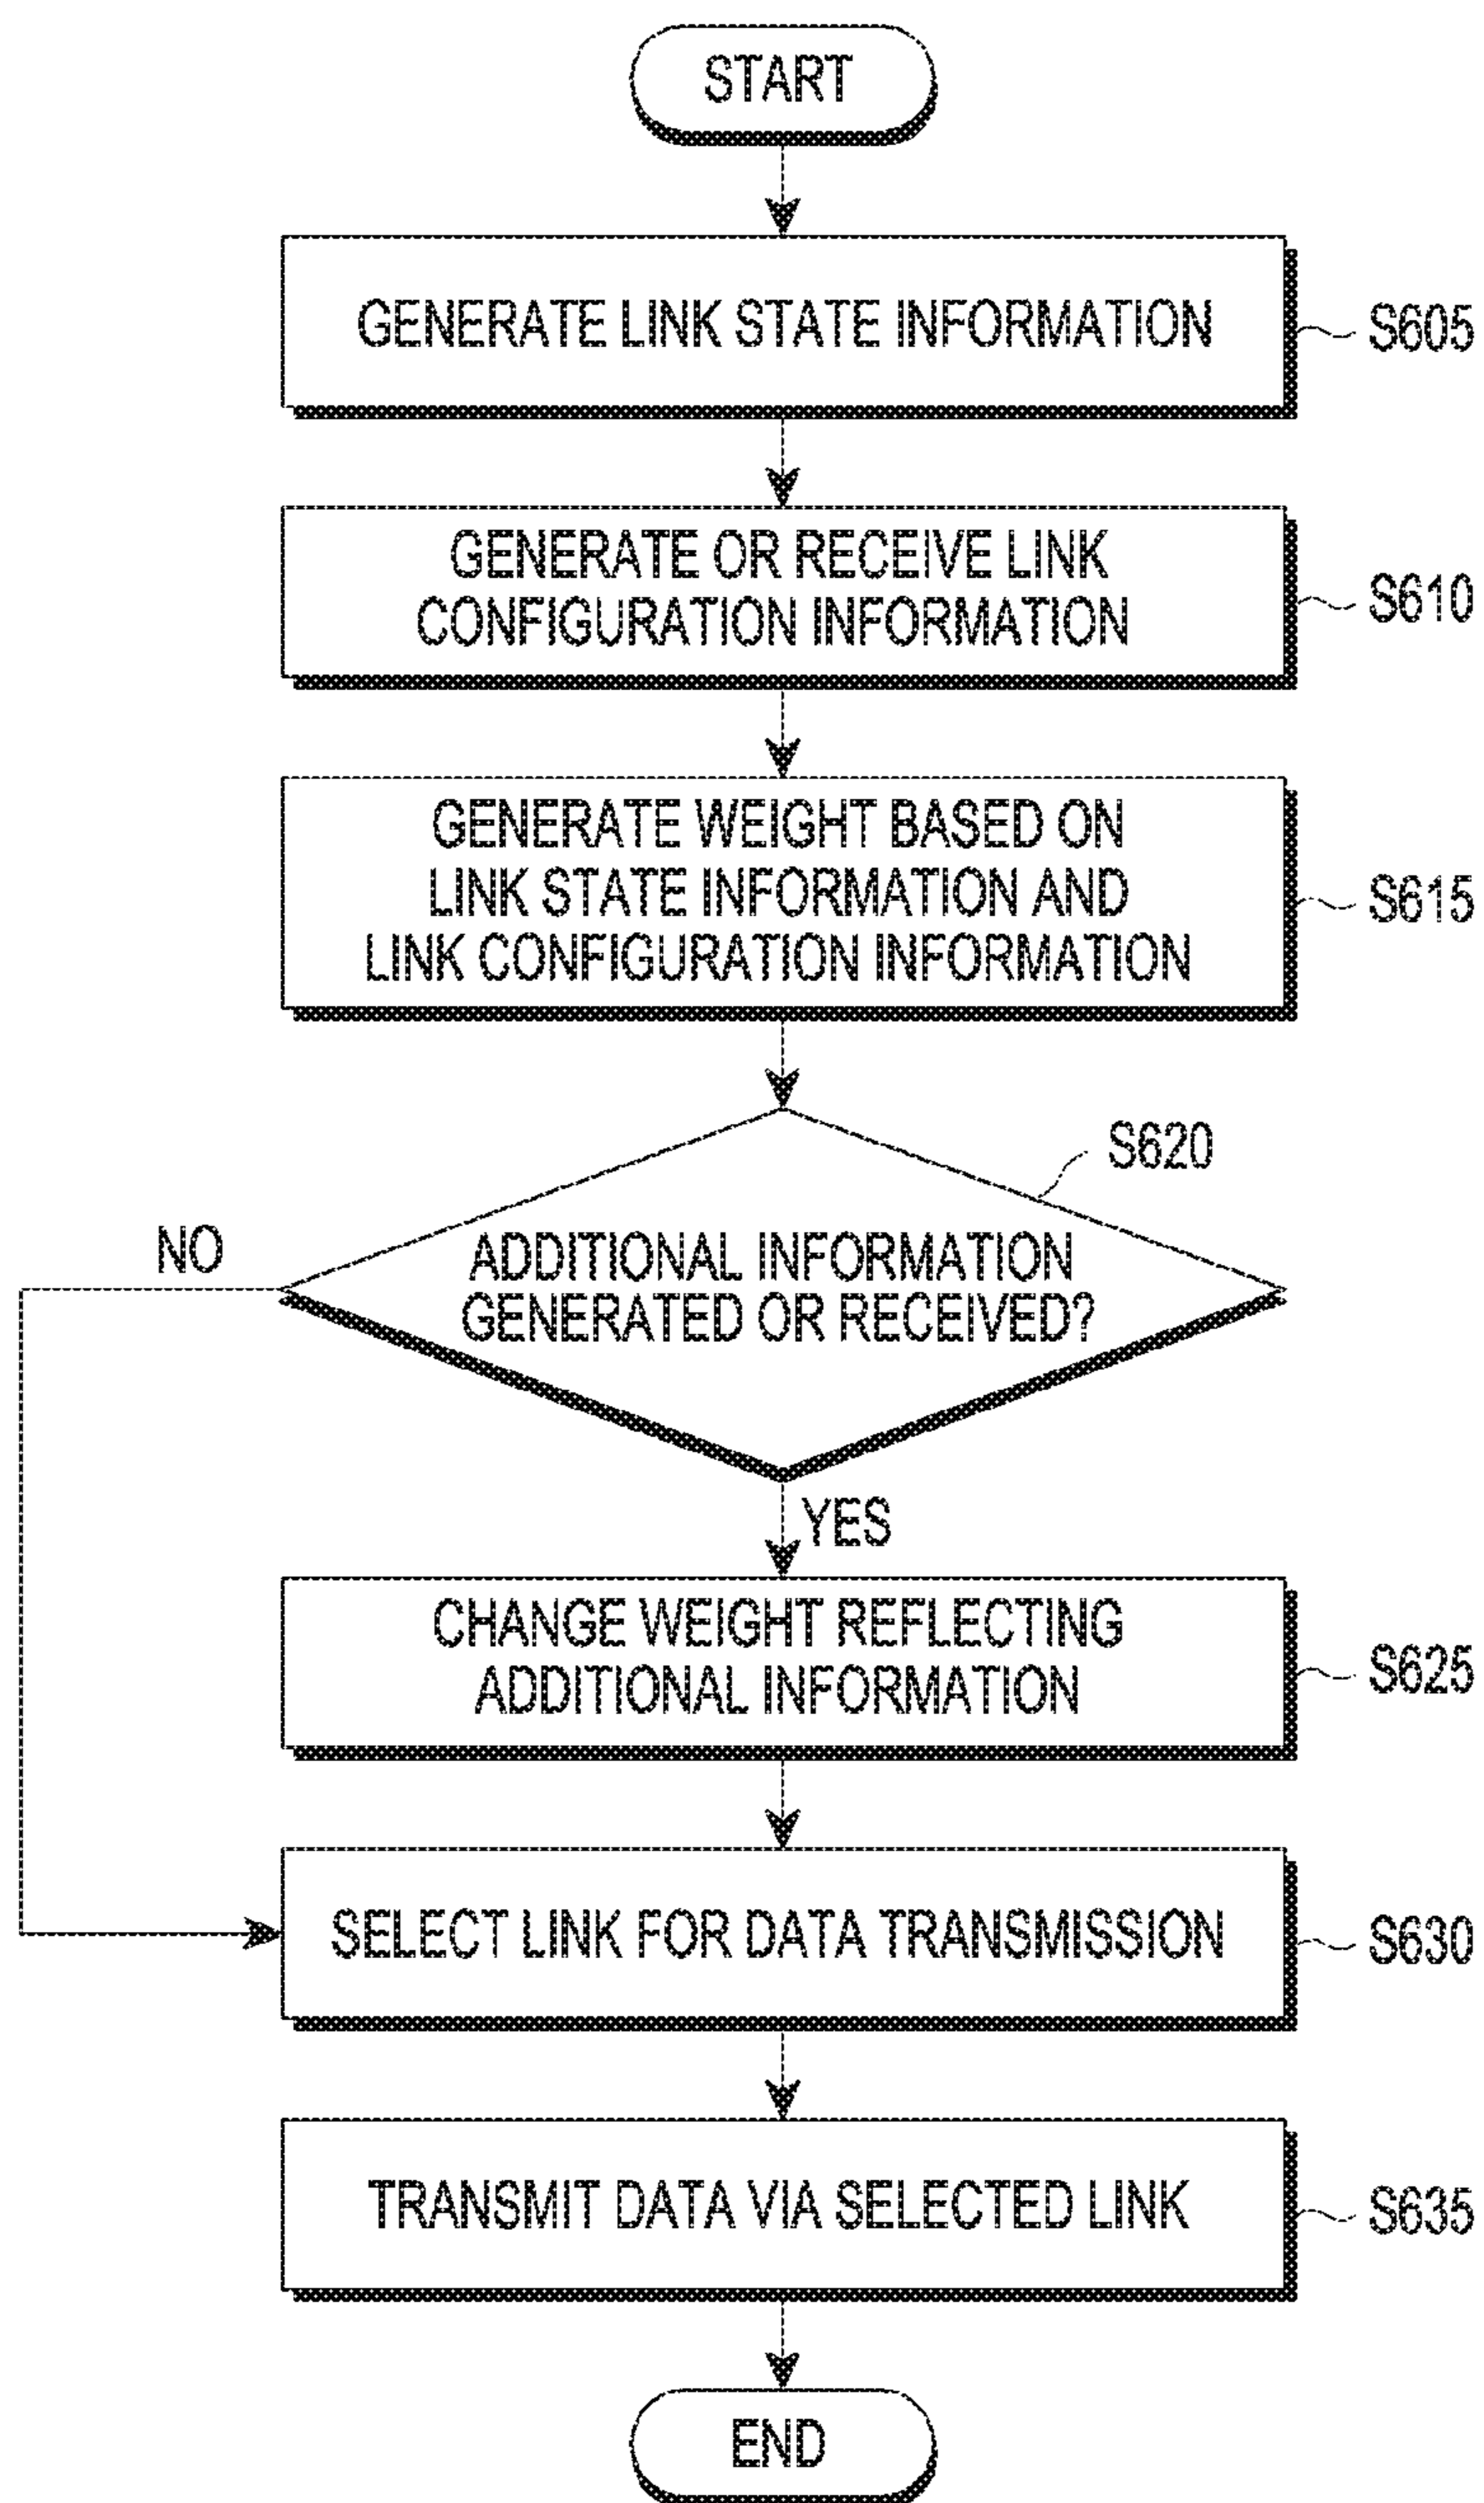 START
GENERATE LINK STATE INFORMATION
S605
GENERATE OR RECEIVE LINK
CONFIGURATION INFORMATION
S610
GENERATE WEIGHT BASED ON
LINK STATE INFORMATION AND
LINK CONFIGURATION INFORMATION
S615
S620
NO
ADDITIONAL INFORMATION
GENERATED OR RECEIVED?
YES
CHANGE WEIGHT REFLECTING
ADDITIONAL INFORMATION
S625
SELECT LINK FOR DATA TRANSMISSION
S630
TRANSMIT DATA VIA SELECTED LINK
S635
END